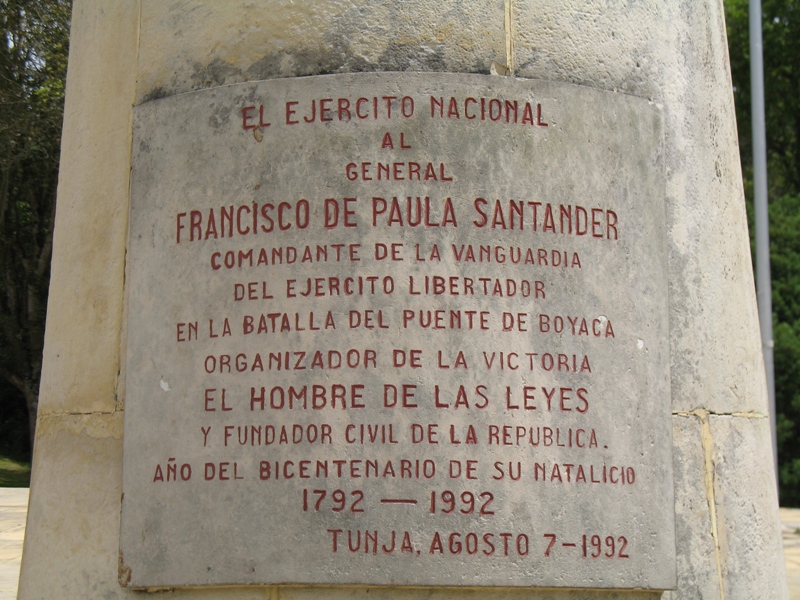 EL EJERCITO NACIONAL
AL
GENERAL
FRANCISCO DE PAULA SANTANDER
COMANDANTE DE LA VANGUARDIA
DEL EJERCITO LIBERTADOR
EN LA BATALLA DEL PUENTE DE BOYACA
ORGANIZADOR DE LA VICTORIA
EL HOMBRE DE LAS LEYES
Y FUNDADOR CIVIL DE LA REPUBLICA.
AÑO DEL BICENTENARIO DE SU NATALICIO
1792 — 1992
TUNJA, AGOSTO 7-1992